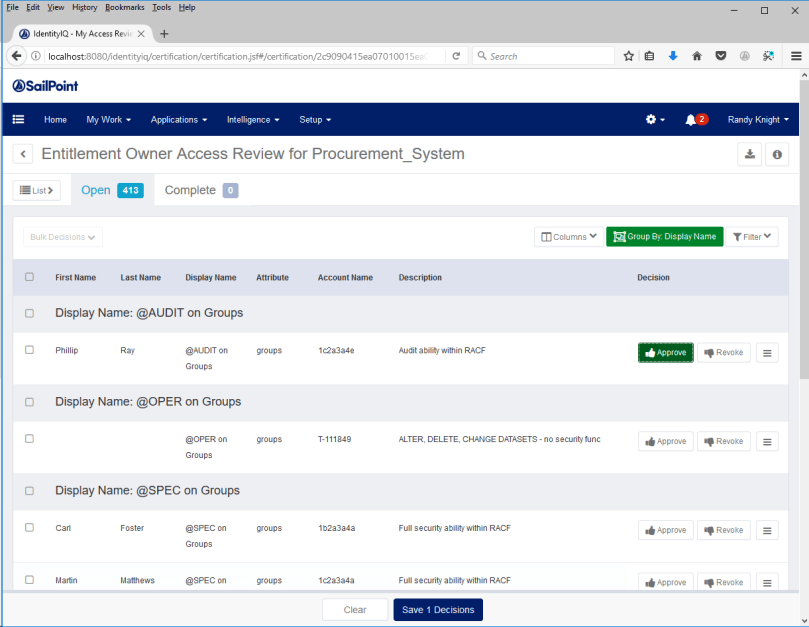 File Edit View History Bookmarks Tools Help
IdentityIQ - My Access Revie
localhost:8080/identityiq/certification/certification.jsf#/certification/2c9090415ea07010015ea0
Search
SailPoint
Home My Work Applications Intelligence Setup 2 Randy Knight
Entitlement Owner Access Review for Procurement_System
List Open 413 Complete 0
Bulk Decisions Columns Group By: Display Name Filter
First Name Last Name Display Name Attribute Account Name Description Decision
Display Name: @AUDIT on Groups
Phillip Ray @AUDIT on groups 1c2a3a4e Audit ability within RACF Approve Revoke
Groups
Display Name: @OPER on Groups
@OPER on groups T-111849 ALTER, DELETE, CHANGE DATASETS - no security func Approve Revoke
Groups
Display Name: @SPEC on Groups
Carl Foster @SPEC on groups 1b2a3a4a Full security ability within RACF Approve Revoke
Groups
Martin Matthews @SPEC on groups 1c2a3a4a Full security ability within RACF Approve Revoke
Clear Save 1 Decisions